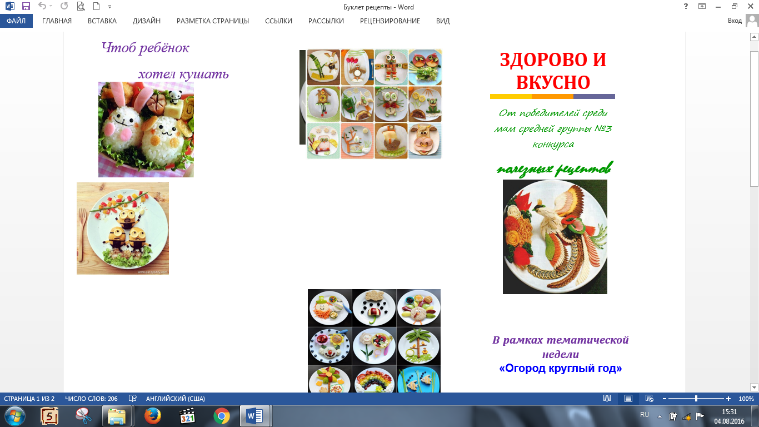 Буклет рецепты - Word
ФАЙЛ ГЛАВНАЯ ВСТАВКА ДИЗАЙН РАЗМЕТКА СТРАНИЦЫ ССЫЛКИ РАССЫЛКИ РЕЦЕНЗИРОВАНИЕ ВИД Вход
Чтоб ребёнок
хотел кушать
ЗДОРОВО И
ВКУСНО
От победителей среди
мам средней группы №3
конкурса
полезных рецептов
В рамках тематической
недели
«Огород круглый год»
СТРАНИЦА 1 ИЗ 2 ЧИСЛО СЛОВ: 206 АНГЛИЙСКИЙ (США) 100%
RU 15:31
04.08.2016